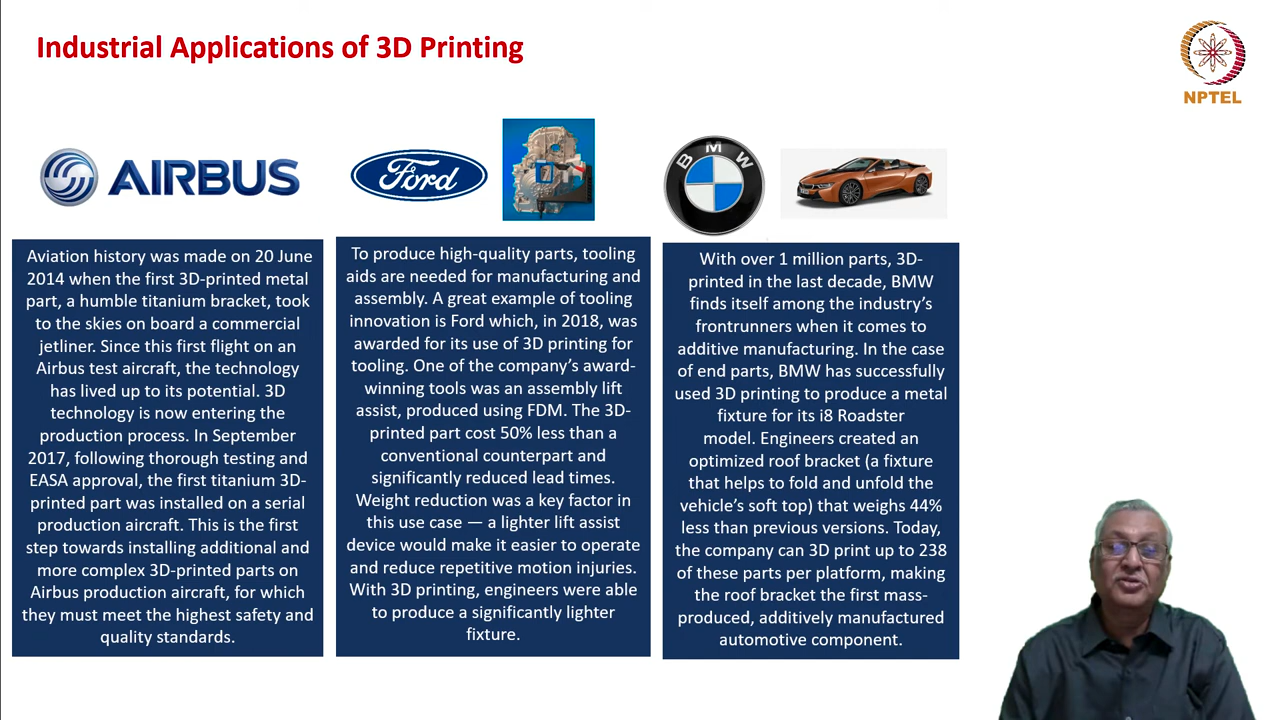 Industrial Applications of 3D Printing
NPTEL
AIRBUS
Ford
BMW
Aviation history was made on 20 June
2014 when the first 3D-printed metal
part, a humble titanium bracket, took
to the skies on board a commercial
jetliner. Since this first flight on an
Airbus test aircraft, the technology
has lived up to its potential. 3D
technology is now entering the
production process. In September
2017, following thorough testing and
EASA approval, the first titanium 3D-
printed part was installed on a serial
production aircraft. This is the first
step towards installing additional and
more complex 3D-printed parts on
Airbus production aircraft, for which
they must meet the highest safety and
quality standards.
To produce high-quality parts, tooling
aids are needed for manufacturing and
assembly. A great example of tooling
innovation is Ford which, in 2018, was
awarded for its use of 3D printing for
tooling. One of the company's award-
winning tools was an assembly lift
assist, produced using FDM. The 3D-
printed part cost 50% less than a
conventional counterpart and
significantly reduced lead times.
Weight reduction was a key factor in
this use case — a lighter lift assist
device would make it easier to operate
and reduce repetitive motion injuries.
With 3D printing, engineers were able
to produce a significantly lighter
fixture.
With over 1 million parts, 3D-
printed in the last decade, BMW
finds itself among the industry's
frontrunners when it comes to
additive manufacturing. In the case
of end parts, BMW has successfully
used 3D printing to produce a metal
fixture for its i8 Roadster
model. Engineers created an
optimized roof bracket (a fixture
that helps to fold and unfold the
vehicle's soft top) that weighs 44%
less than previous versions. Today,
the company can 3D print up to 238
of these parts per platform, making
the roof bracket the first mass-
produced, additively manufactured
automotive component.